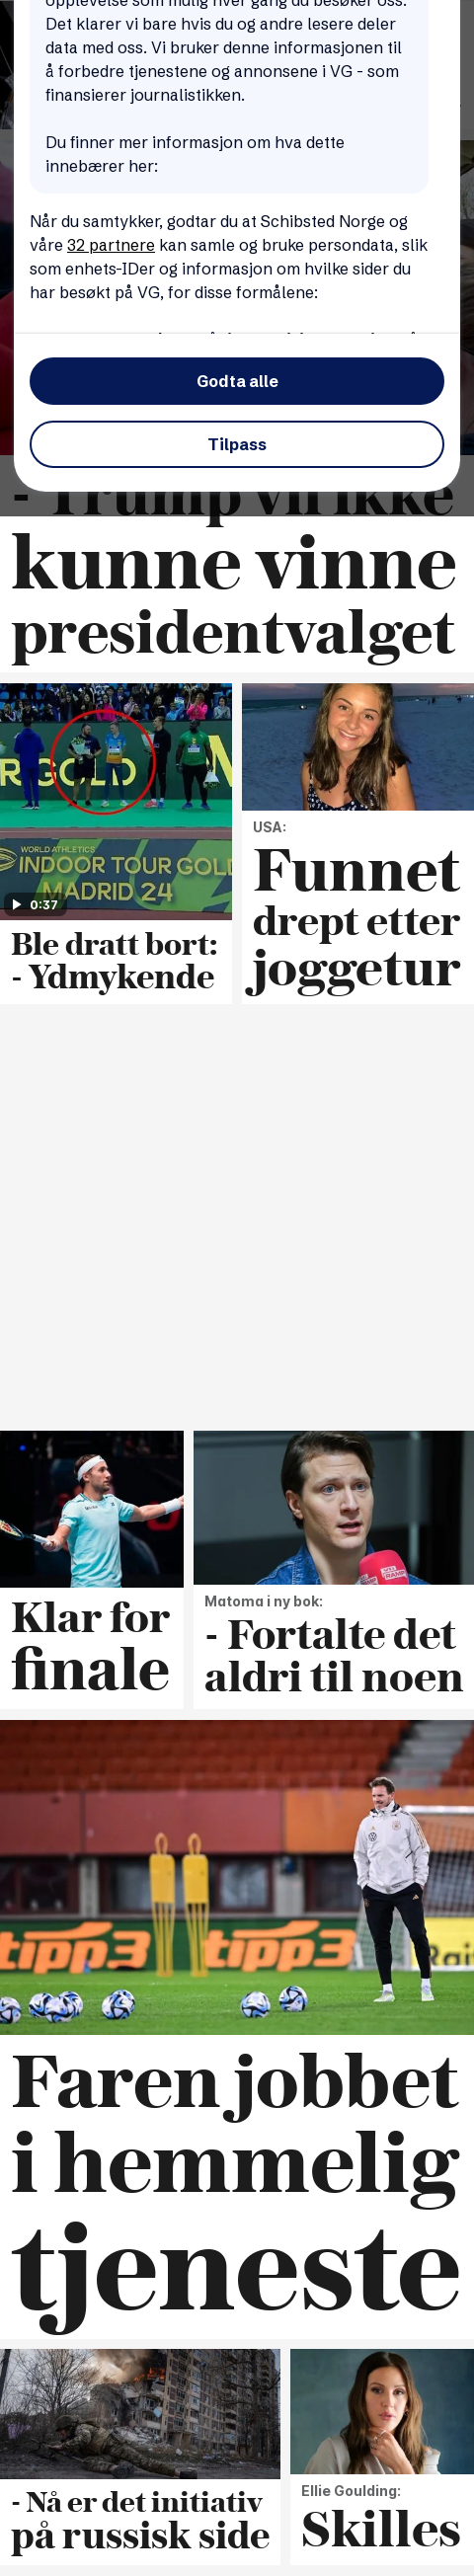 opplevelse som mulig hver gang du besøker oss.
Det klarer vi bare hvis du og andre lesere deler
data med oss. Vi bruker denne informasjonen til
å forbedre tjenestene og annonsene i VG - som
finansierer journalistikken.
Du finner mer informasjon om hva dette
innebærer her:
Når du samtykker, godtar du at Schibsted Norge og
våre 32 partnere kan samle og bruke persondata, slik
som enhets-IDer og informasjon om hvilke sider du
har besøkt på VG, for disse formålene:
Godta alle
Tilpass
- Trump vil ikke
kunne vinne
presidentvalget
GOLD
WORLD ATHLETICS
INDOOR TOUR GOLD
MADRID 24
0:37
Ble dratt bort:
- Ydmykende
USA:
Funnet
drept etter
joggetur
Klar for
finale
Matoma i ny bok:
- Fortalte det
aldri til noen
tipp3
tipp3
tipp3
Faren jobbet
i hemmelig
tjeneste
- Nå er det initiativ
på russisk side
Ellie Goulding:
Skilles